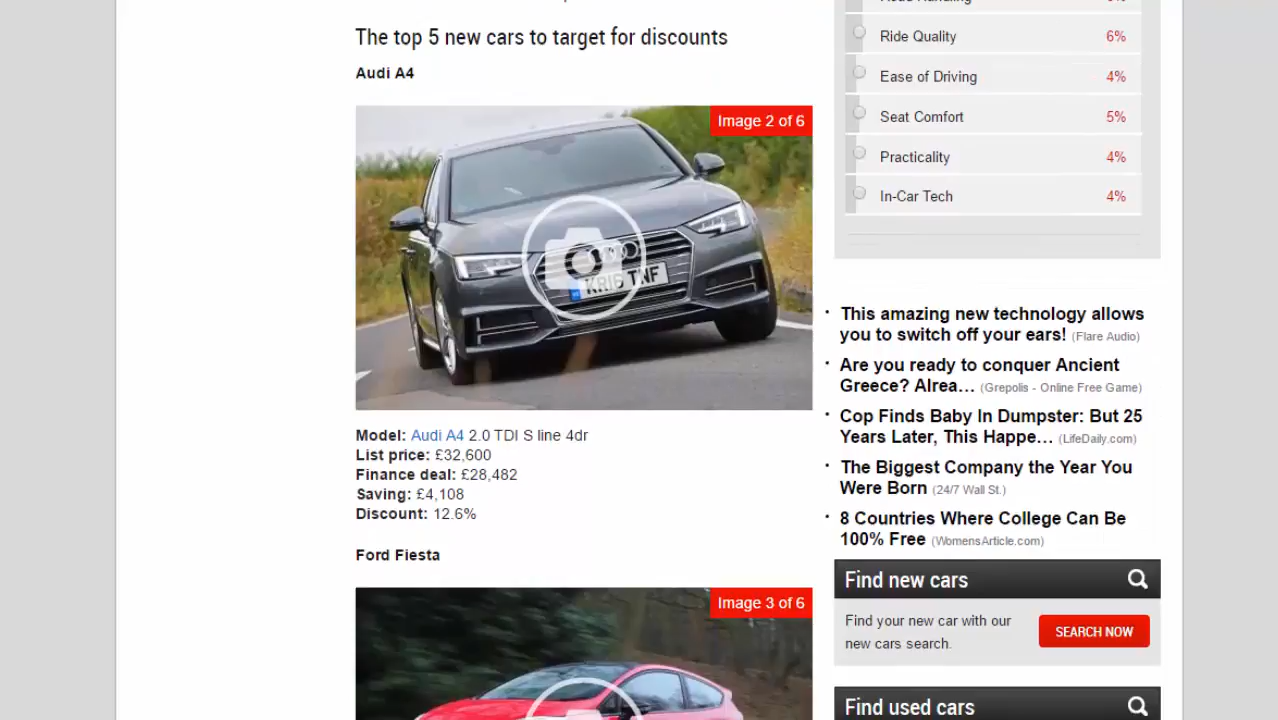 The top 5 new cars to target for discounts
Audi A4
Image 2 of 6
KR16 TNF
Model: Audi A4 2.0 TDI S line 4dr
List price: £32,600
Finance deal: £28,482
Saving: £4,108
Discount: 12.6%
Ford Fiesta
Image 3 of 6
Ride Quality 6%
Ease of Driving 4%
Seat Comfort 5%
Practicality 4%
In-Car Tech 4%
This amazing new technology allows
you to switch off your ears! (Flare Audio)
Are you ready to conquer Ancient
Greece? Alrea… (Grepolis - Online Free Game)
Cop Finds Baby In Dumpster: But 25
Years Later, This Happe… (LifeDaily.com)
The Biggest Company the Year You
Were Born (24/7 Wall St.)
8 Countries Where College Can Be
100% Free (WomensArticle.com)
Find new cars
Find your new car with our
new cars search.
SEARCH NOW
Find used cars